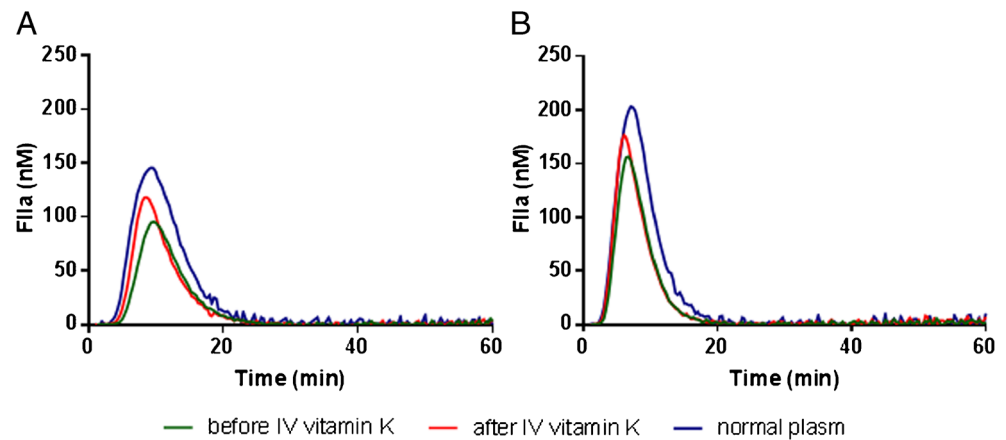 A
B
250
200
150
100
50
0
FIIa (nM)
0
20
40
60
Time (min)
250
200
150
100
50
0
FIIa (nM)
0
20
40
60
Time (min)
before IV vitamin K
after IV vitamin K
normal plasm